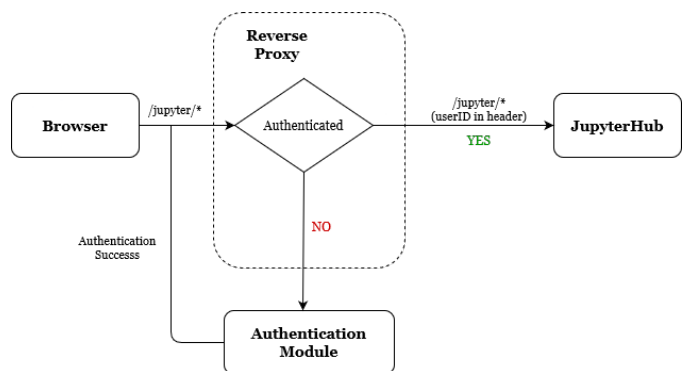 Reverse
Proxy
/jupyter/*
Browser
Authenticated
/jupyter/*
(userID in header)
YES
JupyterHub
NO
Authentication
Successs
Authentication
Module